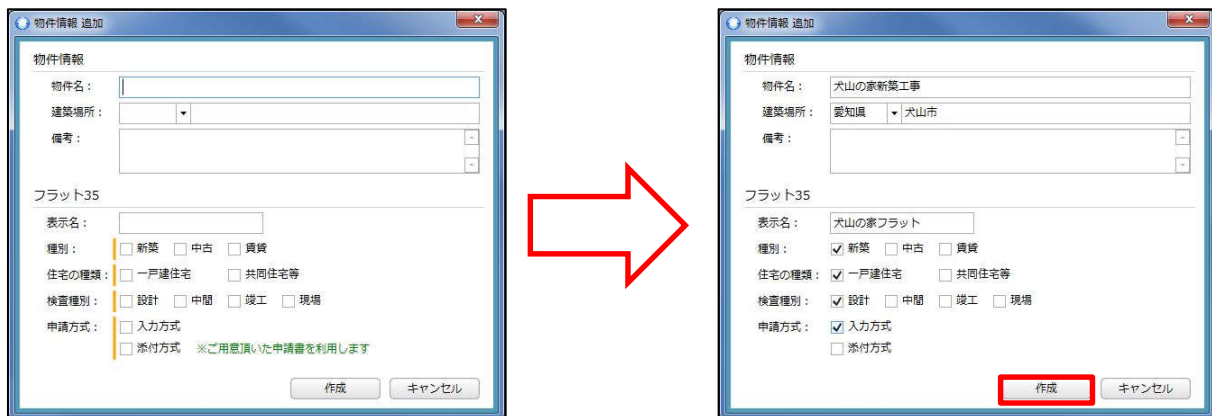 物件情報 追加
物件情報
物件名：
建築場所：
備考：
フラット35
表示名：
種別： 新築 中古 賃貸
住宅の種類： 一戸建住宅 共同住宅等
検査種別： 設計 中間 竣工 現場
申請方式： 入力方式
添付方式 ※ご用意頂いた申請書を利用します
作成 キャンセル
物件情報 追加
物件情報
物件名： 犬山の家新築工事
建築場所： 愛知県 犬山市
備考：
フラット35
表示名： 犬山の家フラット
種別： 新築 中古 賃貸
住宅の種類： 一戸建住宅 共同住宅等
検査種別： 設計 中間 竣工 現場
申請方式： 入力方式
添付方式
作成 キャンセル